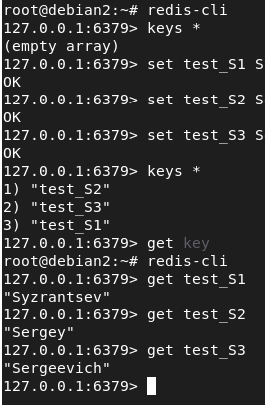 root@debian2:~# redis-cli
127.0.0.1:6379> keys *
(empty array)
127.0.0.1:6379> set test_S1 S
OK
127.0.0.1:6379> set test_S2 S
OK
127.0.0.1:6379> set test_S3 S
OK
127.0.0.1:6379> keys *
1) "test_S2"
2) "test_S3"
3) "test_S1"
127.0.0.1:6379> get key
root@debian2:~# redis-cli
127.0.0.1:6379> get test_S1
"Syzrantsev"
127.0.0.1:6379> get test_S2
"Sergey"
127.0.0.1:6379> get test_S3
"Sergeevich"
127.0.0.1:6379>